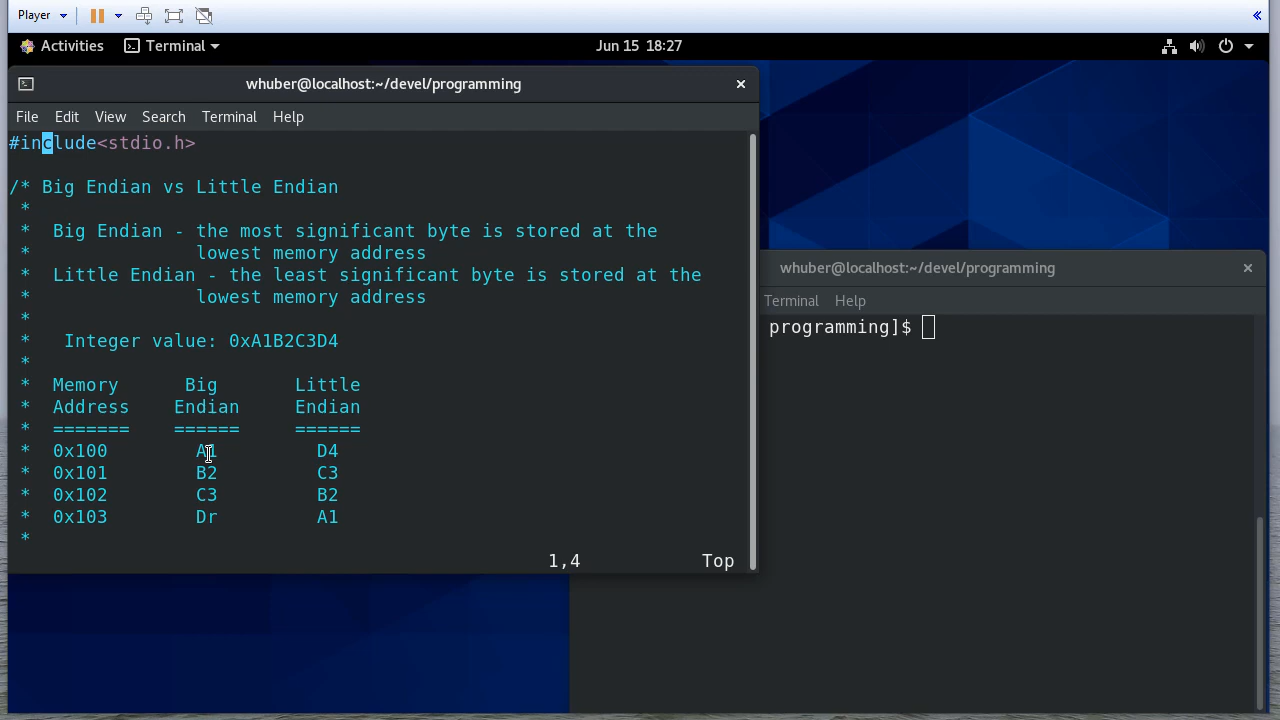 Player
Activities Terminal Jun 15 18:27
whuber@localhost:~/devel/programming
File Edit View Search Terminal Help
#include<stdio.h>
/* Big Endian vs Little Endian
*
* Big Endian - the most significant byte is stored at the
* lowest memory address
* Little Endian - the least significant byte is stored at the
* lowest memory address
*
* Integer value: 0xA1B2C3D4
*
* Memory Big Little
* Address Endian Endian
* ======= ====== ======
* 0x100 A1 D4
* 0x101 B2 C3
* 0x102 C3 B2
* 0x103 Dr A1
*
1,4 Top
whuber@localhost:~/devel/programming
Terminal Help
programming]$